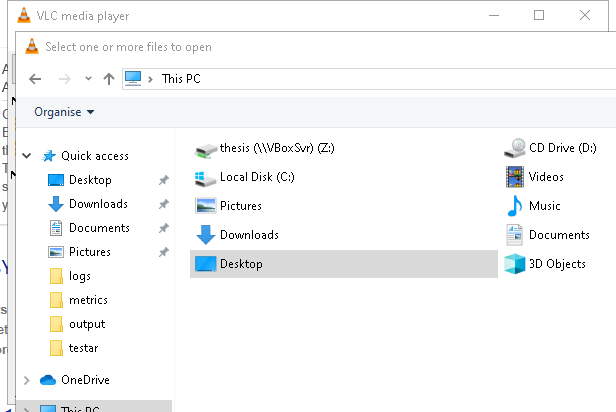 VLC media player
Select one or more files to open
This PC
Organise
Quick access
Desktop
Downloads
Documents
Pictures
logs
metrics
output
testar
OneDrive
This PC
thesis (\\VBoxSvr) (Z:)
Local Disk (C:)
Pictures
Downloads
Desktop
CD Drive (D:)
Videos
Music
Documents
3D Objects